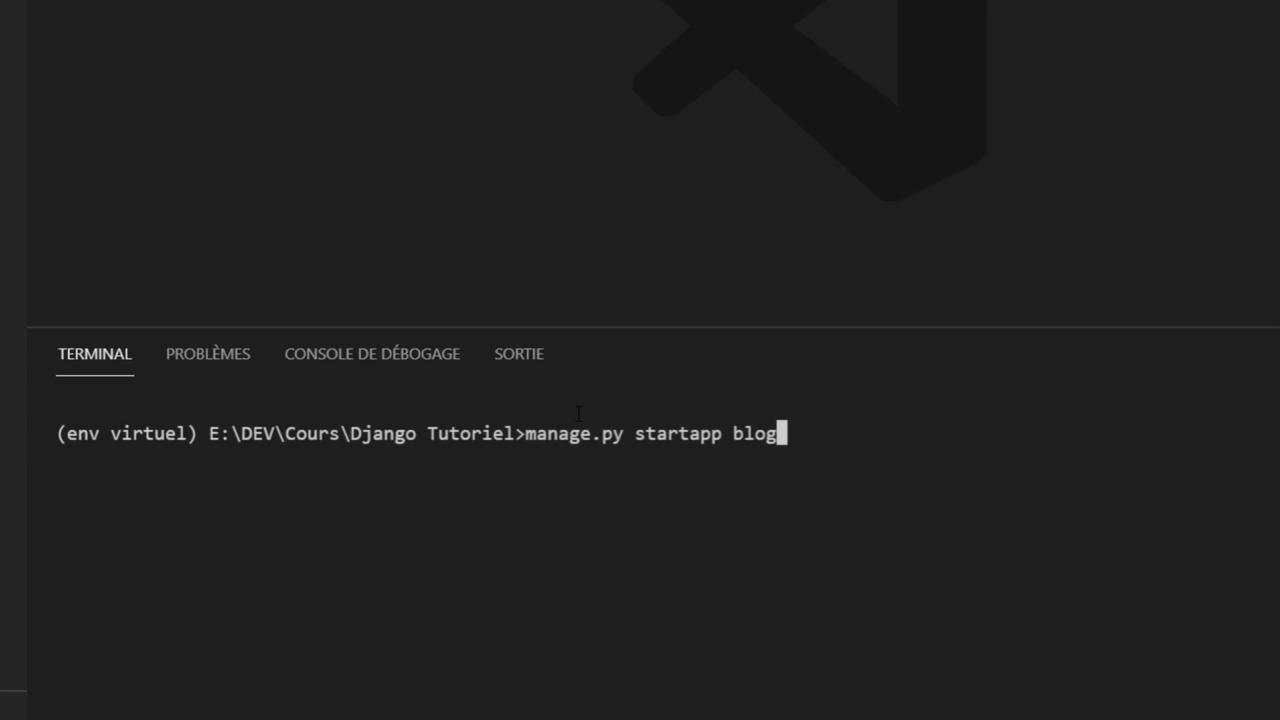 TERMINAL PROBLÈMES CONSOLE DE DÉBOGAGE SORTIE
(env virtuel) E:\DEV\Cours\Django Tutoriel>manage.py startapp blog